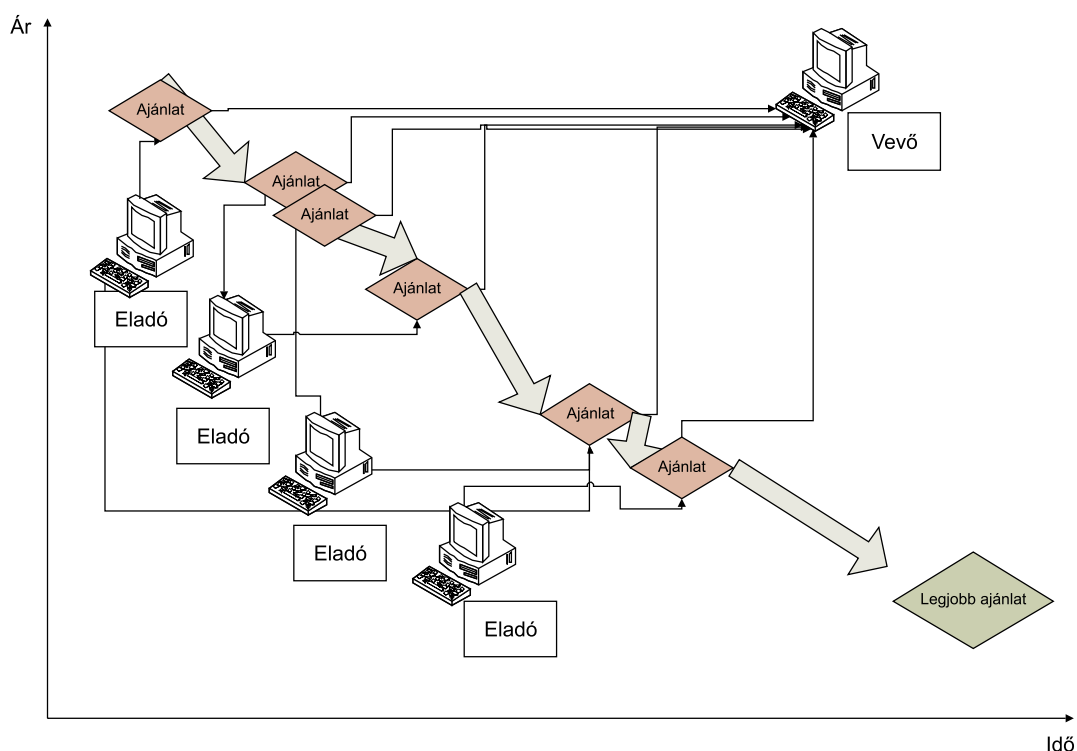 Ár
Ajánlat
Vevő
Ajánlat
Ajánlat
Ajánlat
Eladó
Ajánlat
Eladó
Ajánlat
Eladó
Legjobb ajánlat
Eladó
Idő